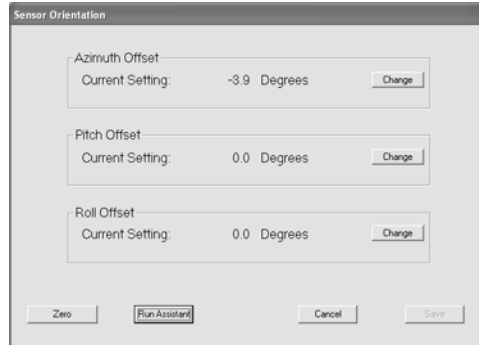 Sensor Orientation
Azimuth Offset
Current Setting: -3.9 Degrees Change
Pitch Offset
Current Setting: 0.0 Degrees Change
Roll Offset
Current Setting: 0.0 Degrees Change
Zero Run Assistant Cancel Save